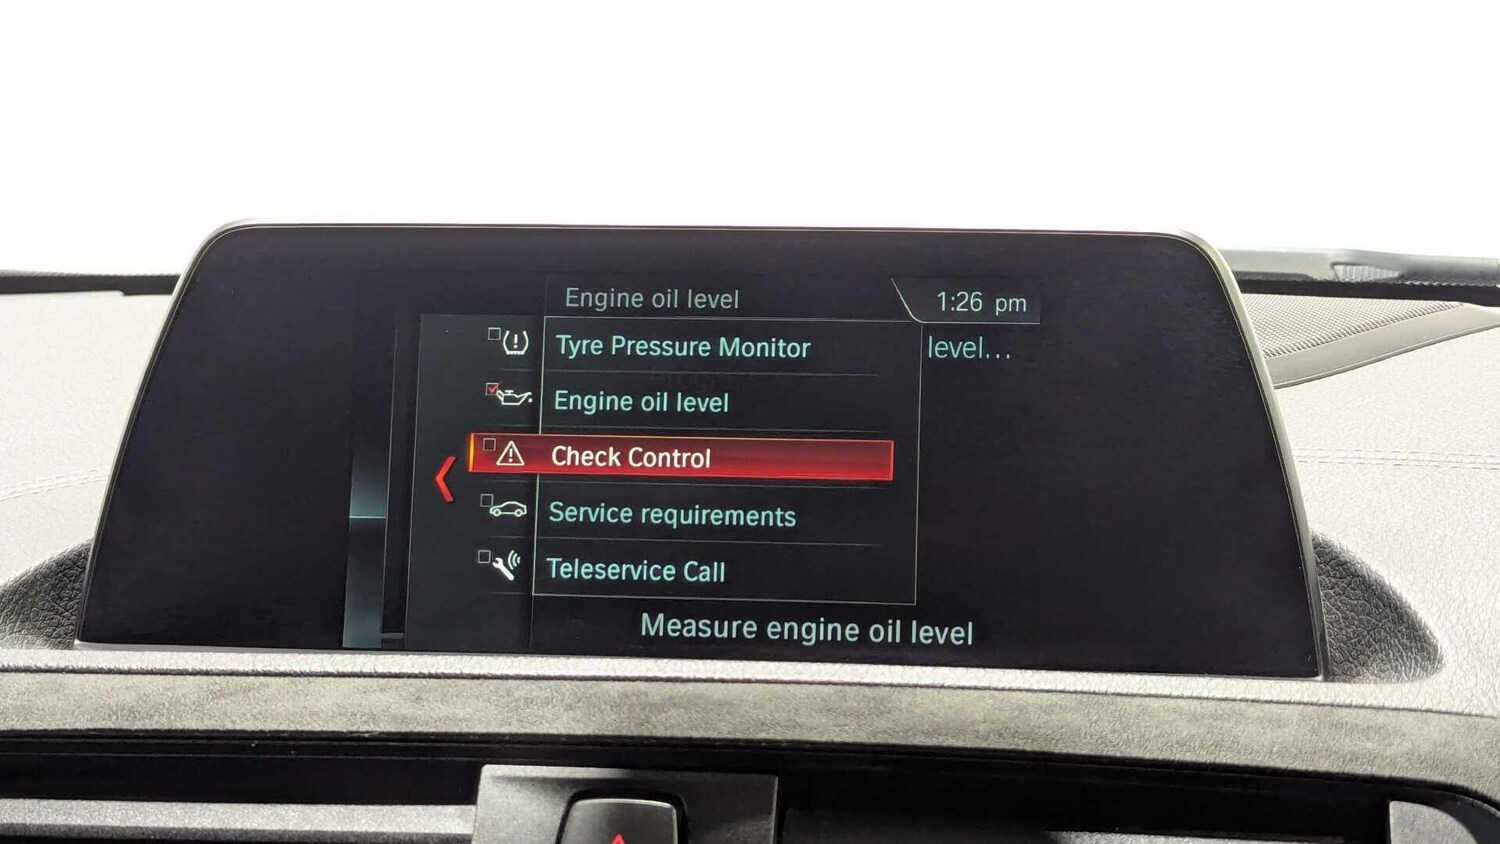 Engine oil level
1:26 pm
Tyre Pressure Monitor
level...
Engine oil level
Check Control
Service requirements
Teleservice Call
Measure engine oil level